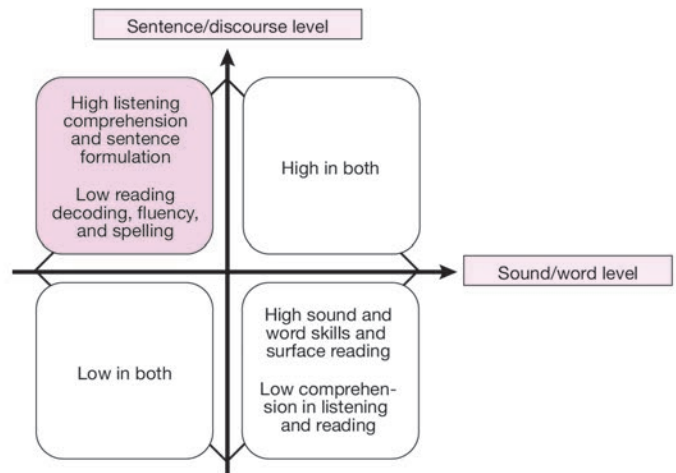 Sentence/discourse level
High listening
comprehension
and sentence
formulation
Low reading
decoding, fluency,
and spelling
High in both
Sound/word level
Low in both
High sound and
word skills and
surface reading
Low comprehen-
sion in listening
and reading